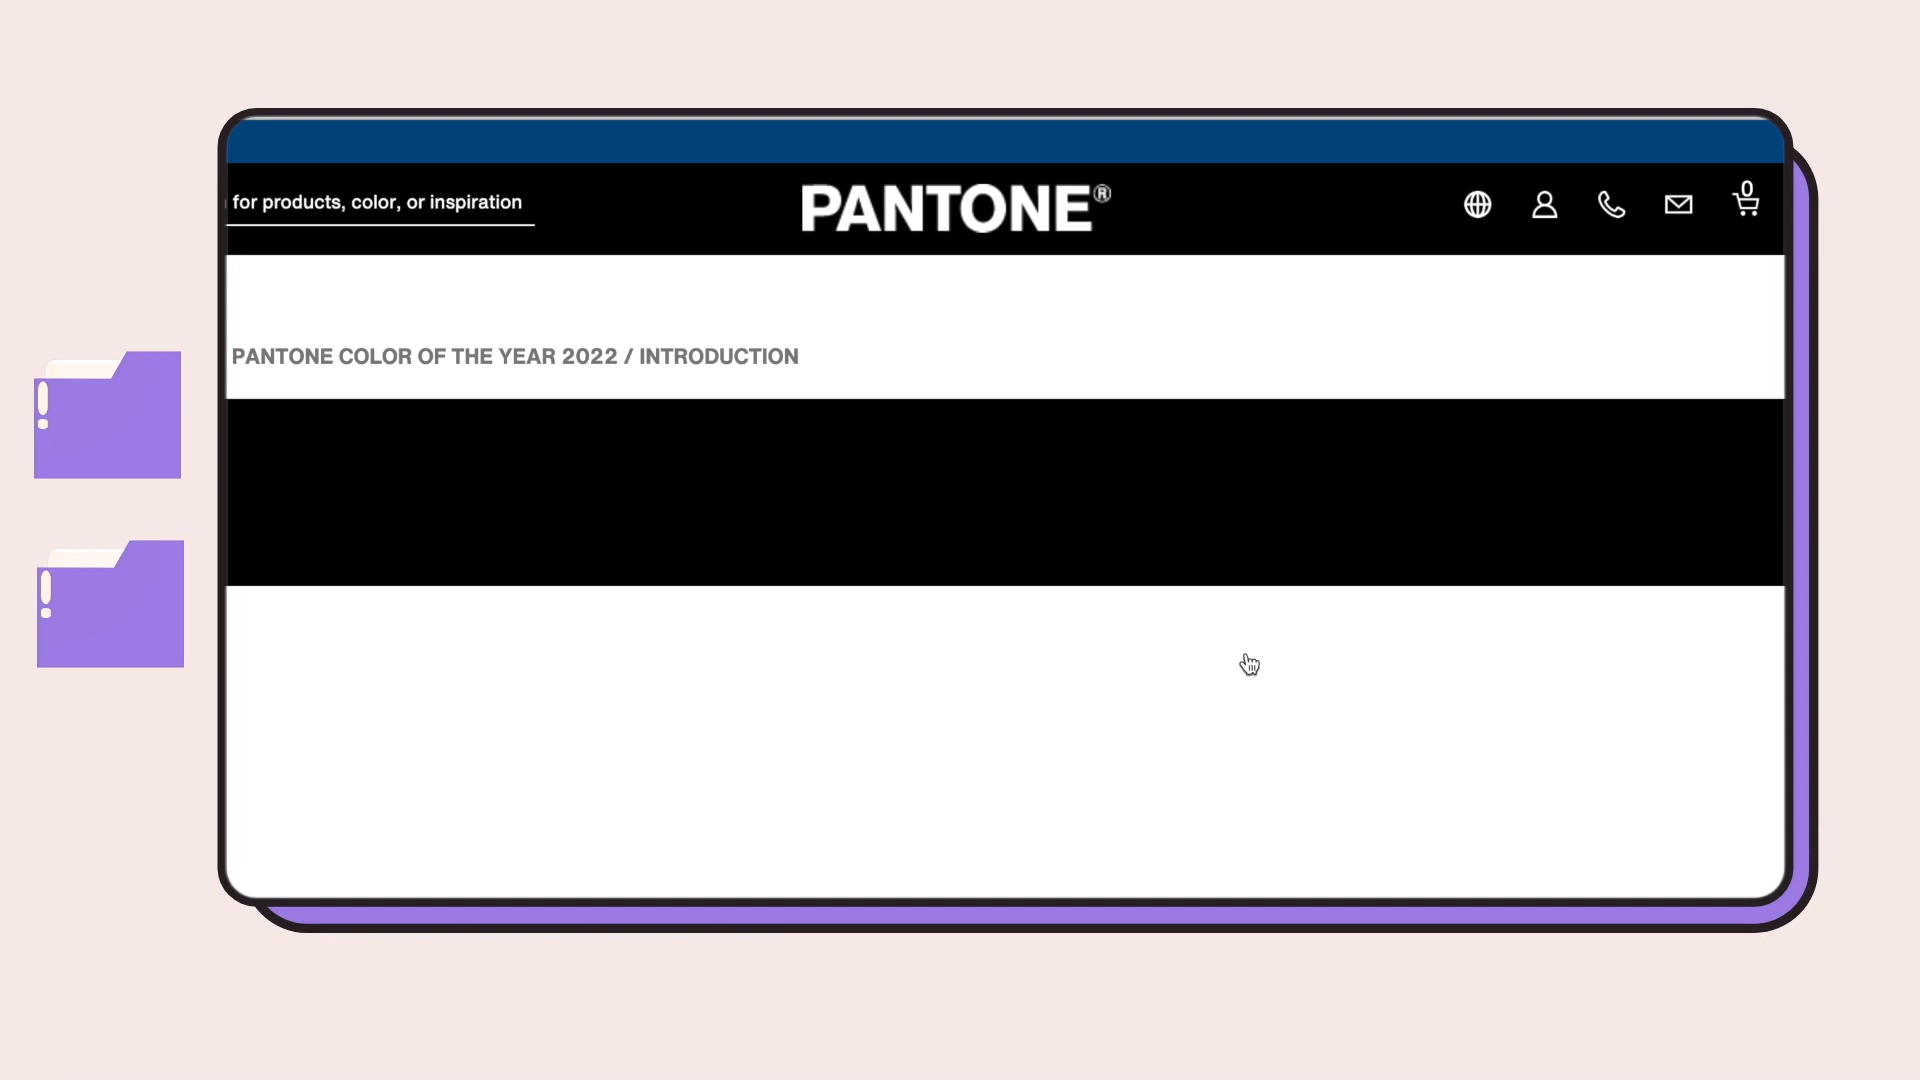 for products, color, or inspiration
PANTONE®
0
PANTONE COLOR OF THE YEAR 2022 / INTRODUCTION